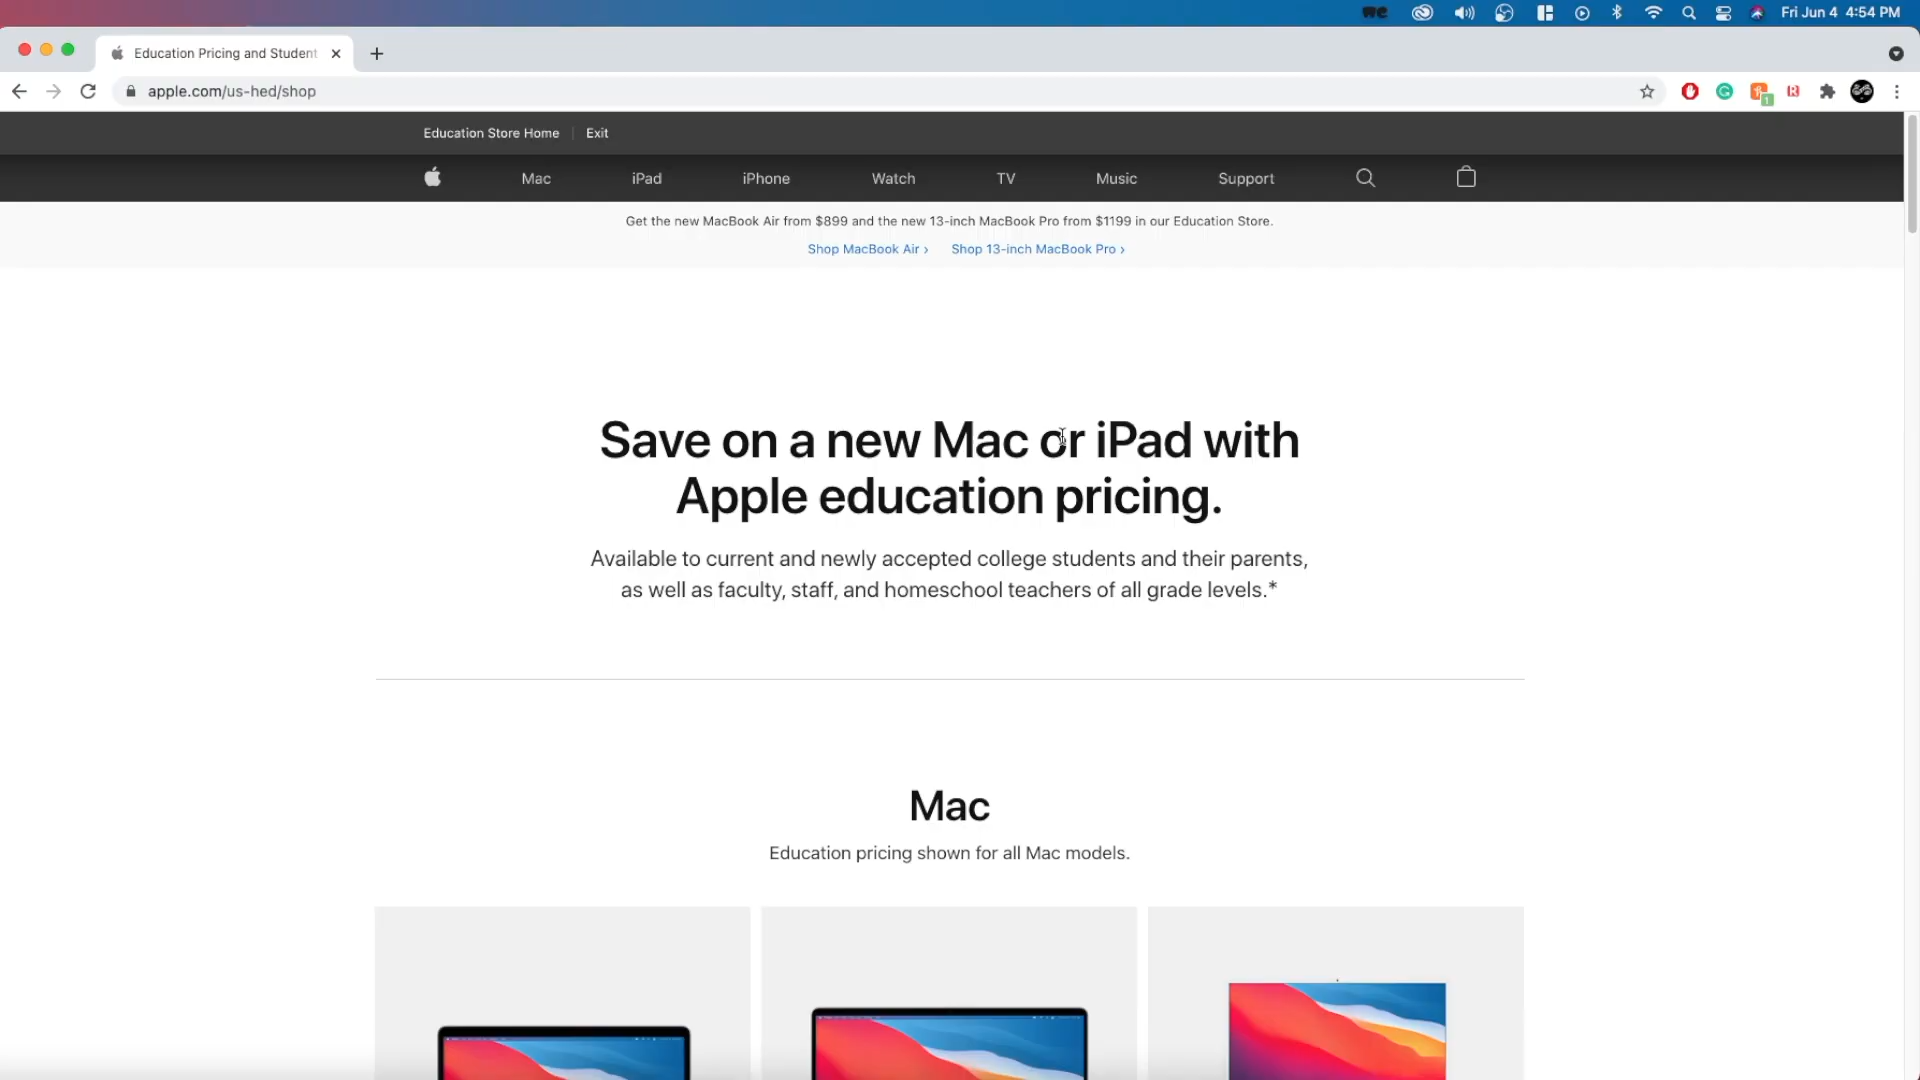 Fri Jun 4 4:54 PM
Education Pricing and Student
apple.com/us-hed/shop
Education Store Home Exit
Mac iPad iPhone Watch TV Music Support
Get the new MacBook Air from $899 and the new 13-inch MacBook Pro from $1199 in our Education Store.
Shop MacBook Air › Shop 13-inch MacBook Pro ›
Save on a new Mac or iPad with
Apple education pricing.
Available to current and newly accepted college students and their parents,
as well as faculty, staff, and homeschool teachers of all grade levels.*
Mac
Education pricing shown for all Mac models.